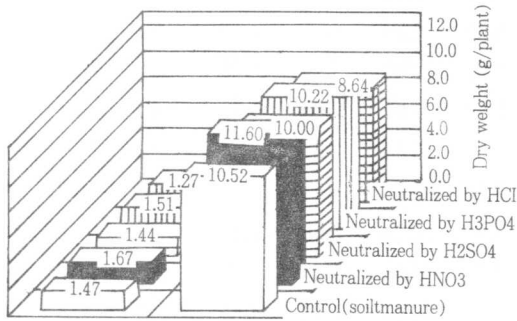 12.0
10.0
8.0
6.0
4.0
2.0
0.0
Dry welght (g/plant)
8.64
10.22
10.00
11.60
10.52
1.27
1.51
1.44
1.67
1.47
Neutralized by HCl
Neutralized by H3PO4
Neutralized by H2SO4
Neutralized by HNO3
Control(soiltmanure)